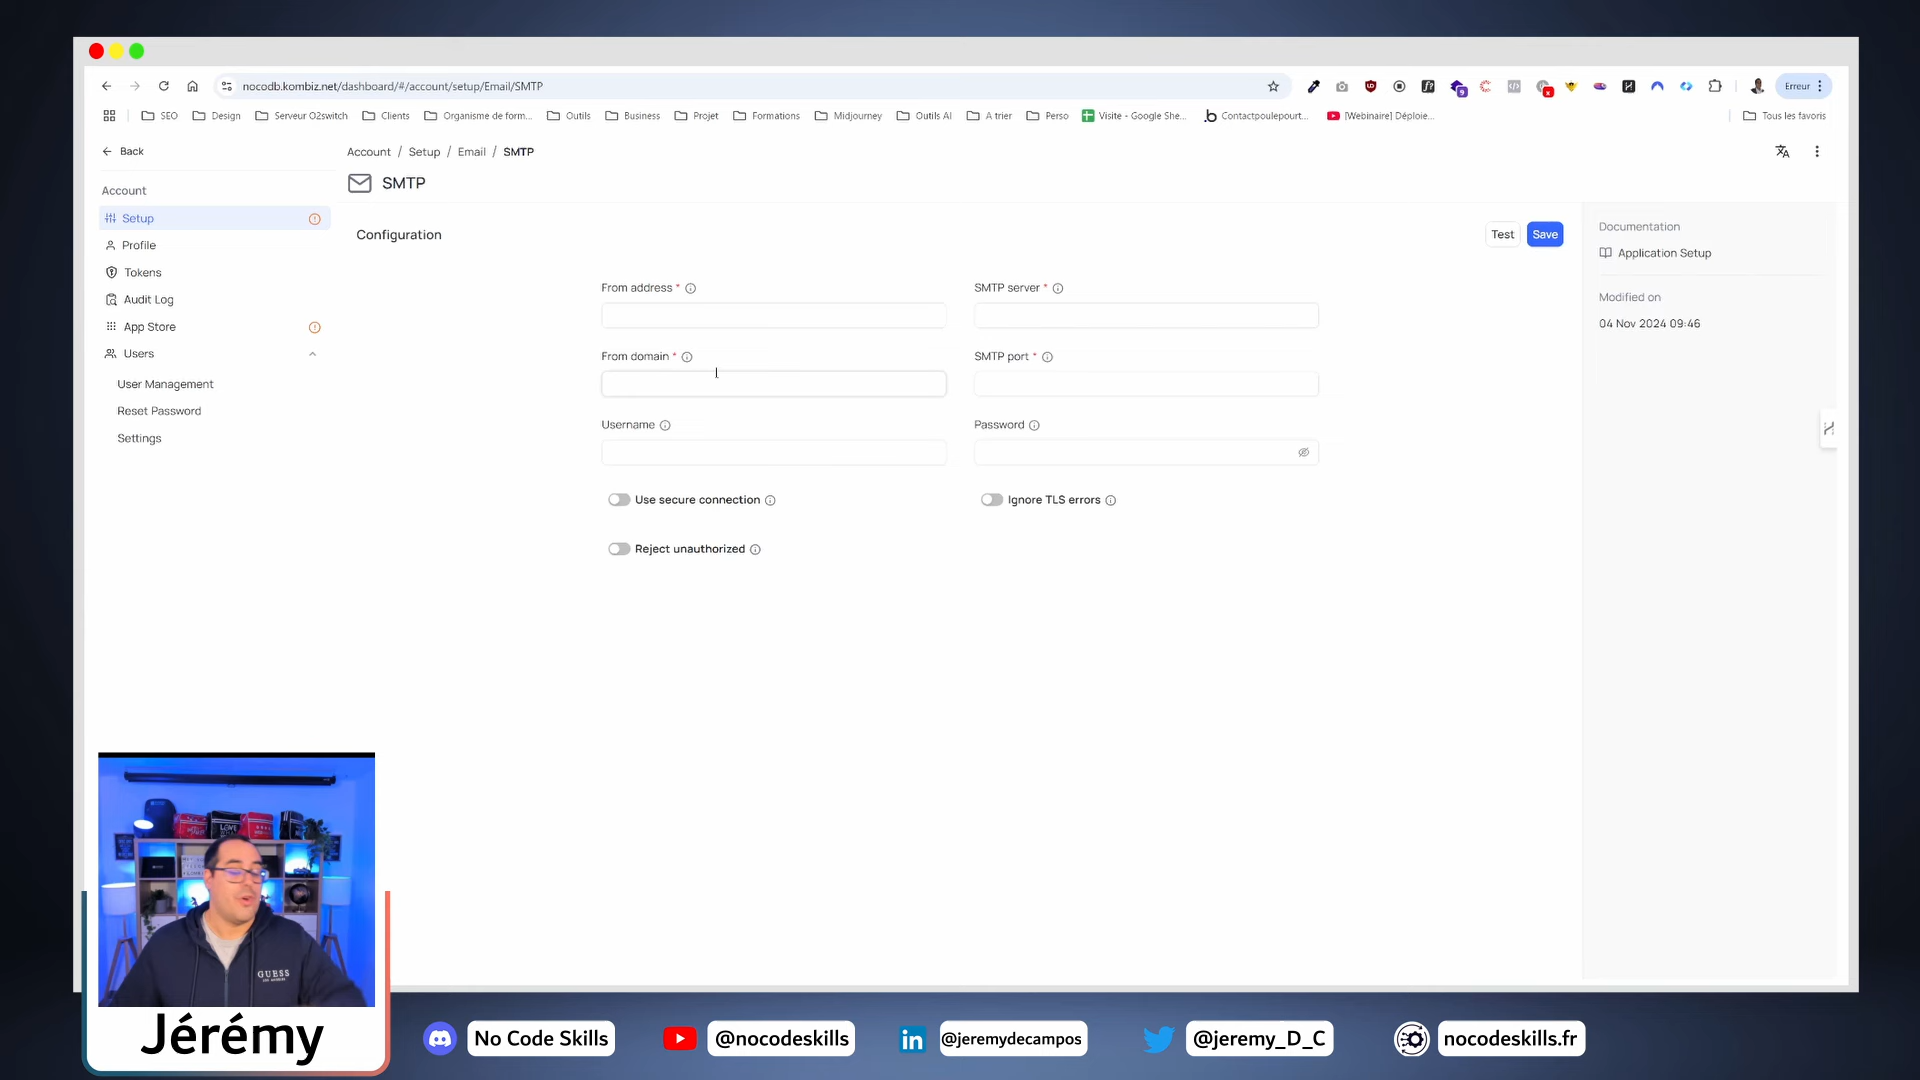 nocodb.kombiz.net/dashboard/#/account/setup/Email/SMTP
Erreur
SEO
Design
Serveur O2switch
Clients
Organisme de form...
Outils
Business
Projet
Formations
Midjourney
Outils AI
A trier
Perso
Visite - Google She...
Contactpoulepourt...
[Webinaire] Déploie...
Tous les favoris
Back
Account / Setup / Email / SMTP
SMTP
Account
Setup
Profile
Tokens
Audit Log
App Store
Users
User Management
Reset Password
Settings
Configuration
Test
Save
From address *
SMTP server *
From domain *
SMTP port *
Username
Password
Use secure connection
Ignore TLS errors
Reject unauthorized
Documentation
Application Setup
Modified on
04 Nov 2024 09:46
LOVE
GUESS
Jérémy
No Code Skills
@nocodeskills
@jeremydecampos
@jeremy_D_C
nocodeskills.fr